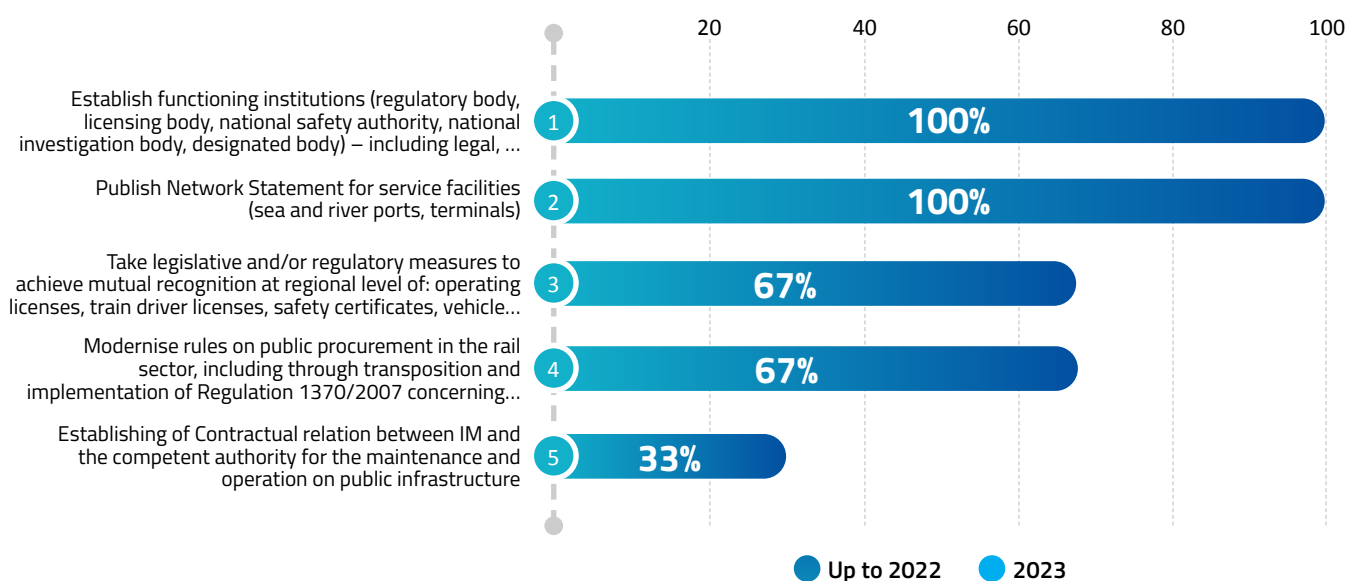 20 40 60 80 100
Establish functioning institutions (regulatory body,
licensing body, national safety authority, national
investigation body, designated body) – including legal, ...
1
100%
Publish Network Statement for service facilities
(sea and river ports, terminals)
2
100%
Take legislative and/or regulatory measures to
achieve mutual recognition at regional level of: operating
licenses, train driver licenses, safety certificates, vehicle...
3
67%
Modernise rules on public procurement in the rail
sector, including through transposition and
implementation of Regulation 1370/2007 concerning...
4
67%
Establishing of Contractual relation between IM and
the competent authority for the maintenance and
operation on public infrastructure
5
33%
Up to 2022 2023